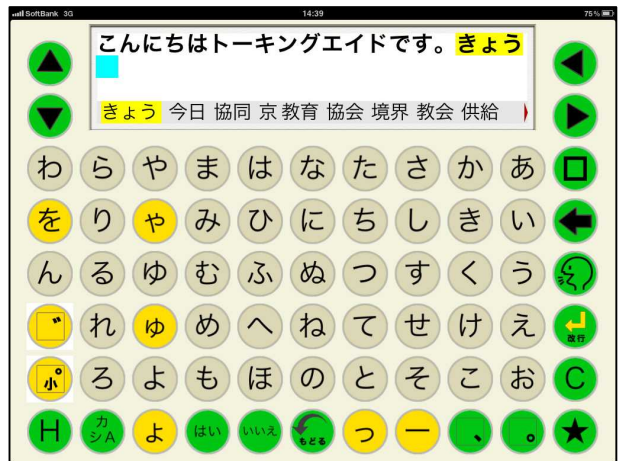 SoftBank 3G 14:39 75%
こんにちはトーキングエイドです。きょう
きょう 今日 協同 京 教育 協会 境界 教会 供給
わ ら や ま は な た さ か あ
を り ゃ み ひ に ち し き い
ん る ゆ む ふ ぬ つ す く う
゛ れ ゅ め へ ね て せ け え 改行
小゜ ろ よ も ほ の と そ こ お C
H カシA ょ はい いいえ もどる っ ー 、 。 ★